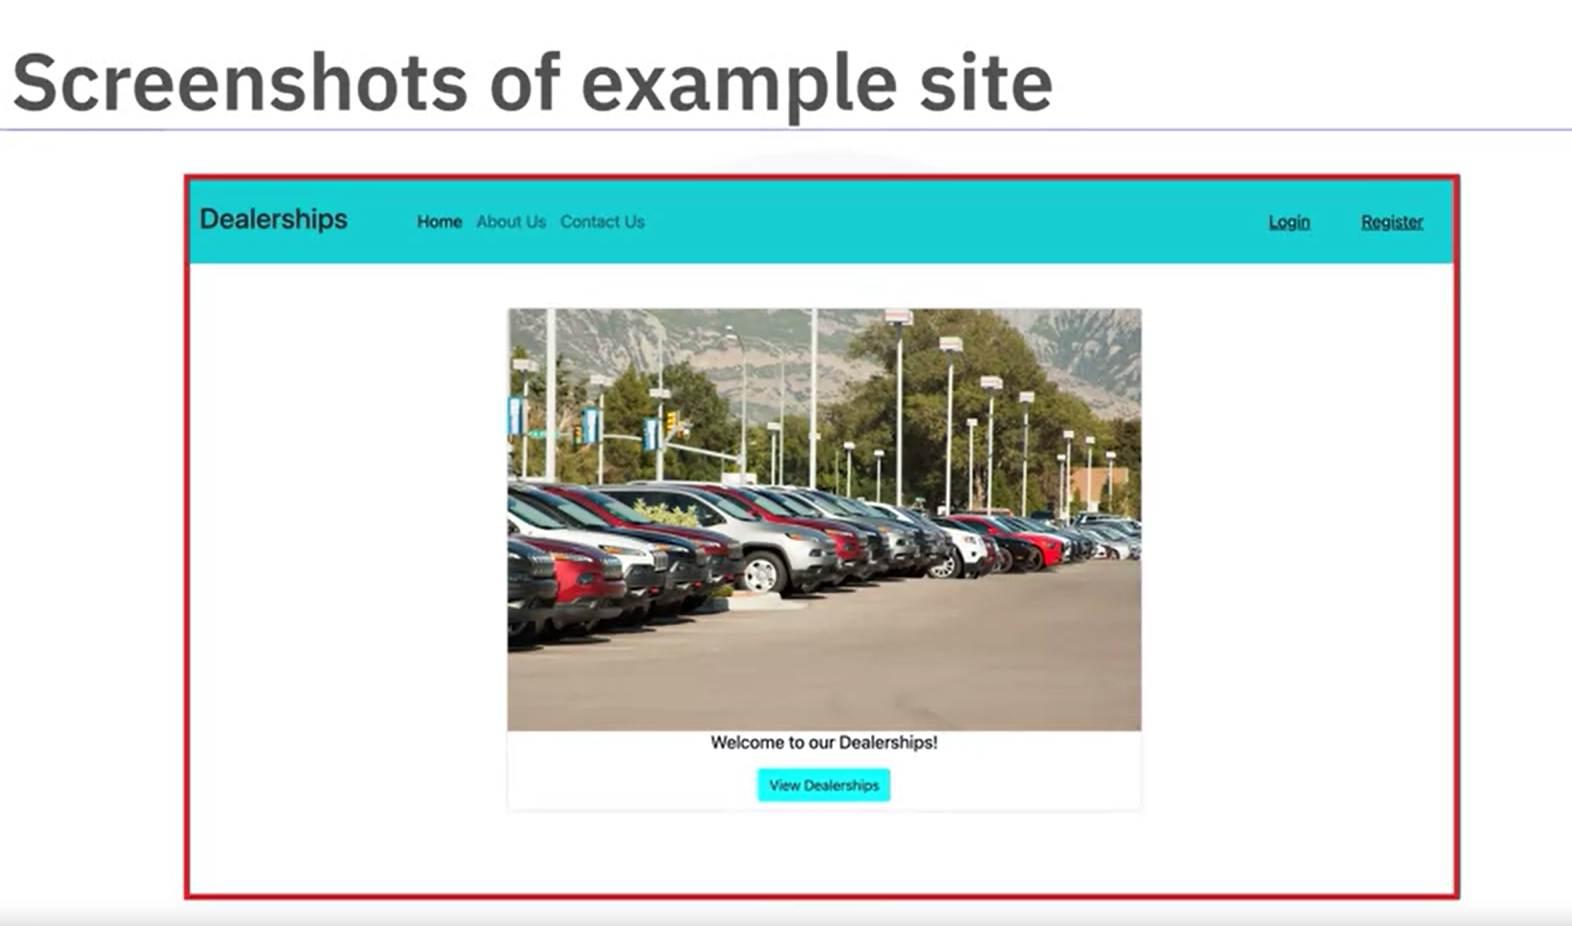 Screenshots of example site
Dealerships Home About Us Contact Us Login Register
Welcome to our Dealerships!
View Dealerships